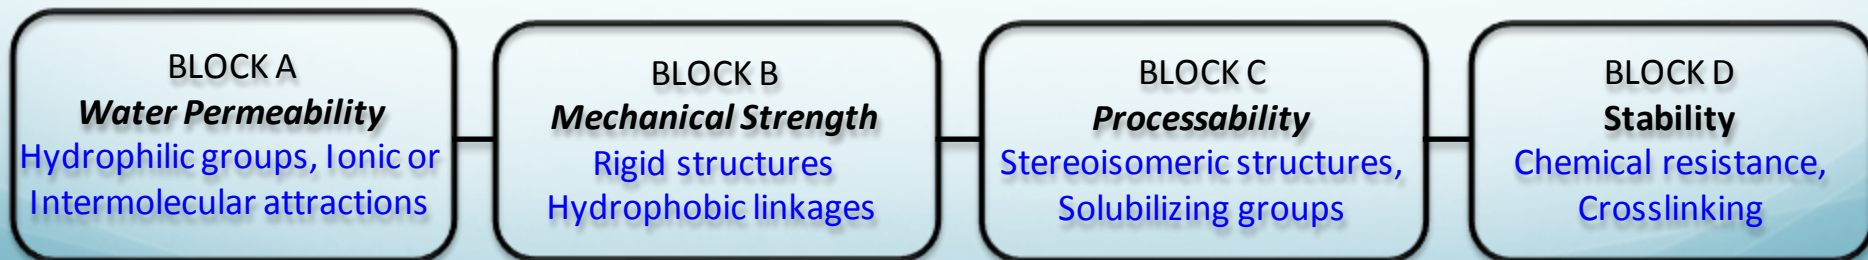 BLOCK A
Water Permeability
Hydrophilic groups, Ionic or
Intermolecular attractions
BLOCK B
Mechanical Strength
Rigid structures
Hydrophobic linkages
BLOCK C
Processability
Stereoisomeric structures,
Solubilizing groups
BLOCK D
Stability
Chemical resistance,
Crosslinking